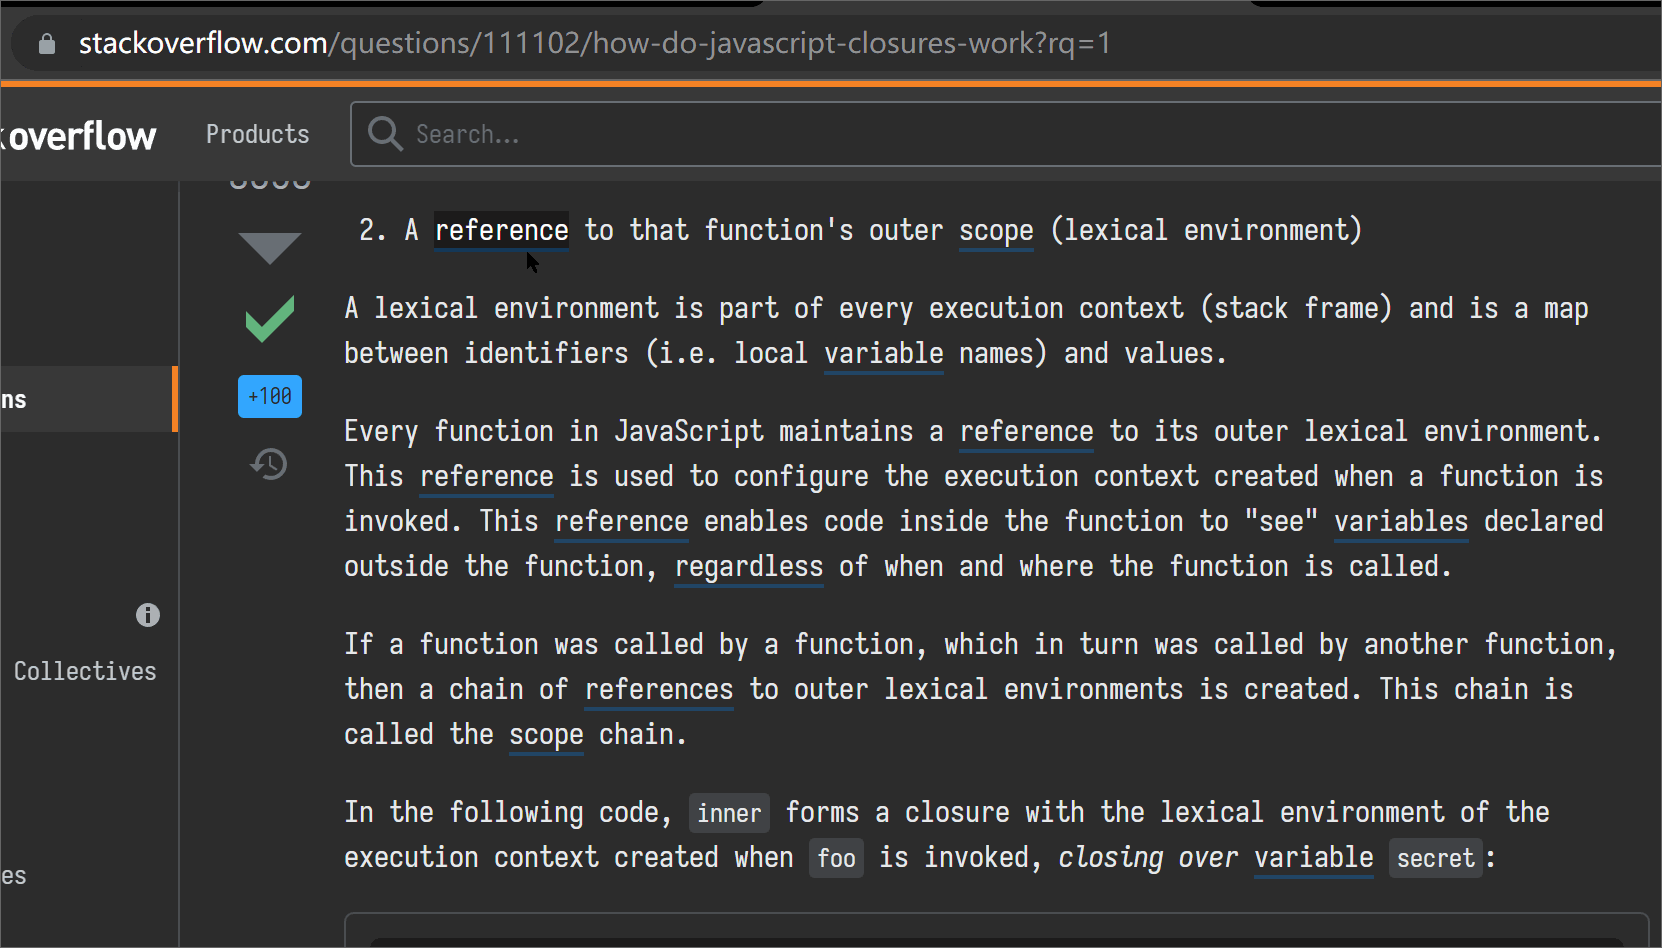 stackoverflow.com/questions/111102/how-do-javascript-closures-work?rq=1
overflow
Products
Search...
2. A reference to that function's outer scope (lexical environment)
A lexical environment is part of every execution context (stack frame) and is a map
between identifiers (i.e. local variable names) and values.
+100
ns
Every function in JavaScript maintains a reference to its outer lexical environment.
This reference is used to configure the execution context created when a function is
invoked. This reference enables code inside the function to "see" variables declared
outside the function, regardless of when and where the function is called.
Collectives
If a function was called by a function, which in turn was called by another function,
then a chain of references to outer lexical environments is created. This chain is
called the scope chain.
In the following code, inner forms a closure with the lexical environment of the
execution context created when foo is invoked, closing over variable secret:
es